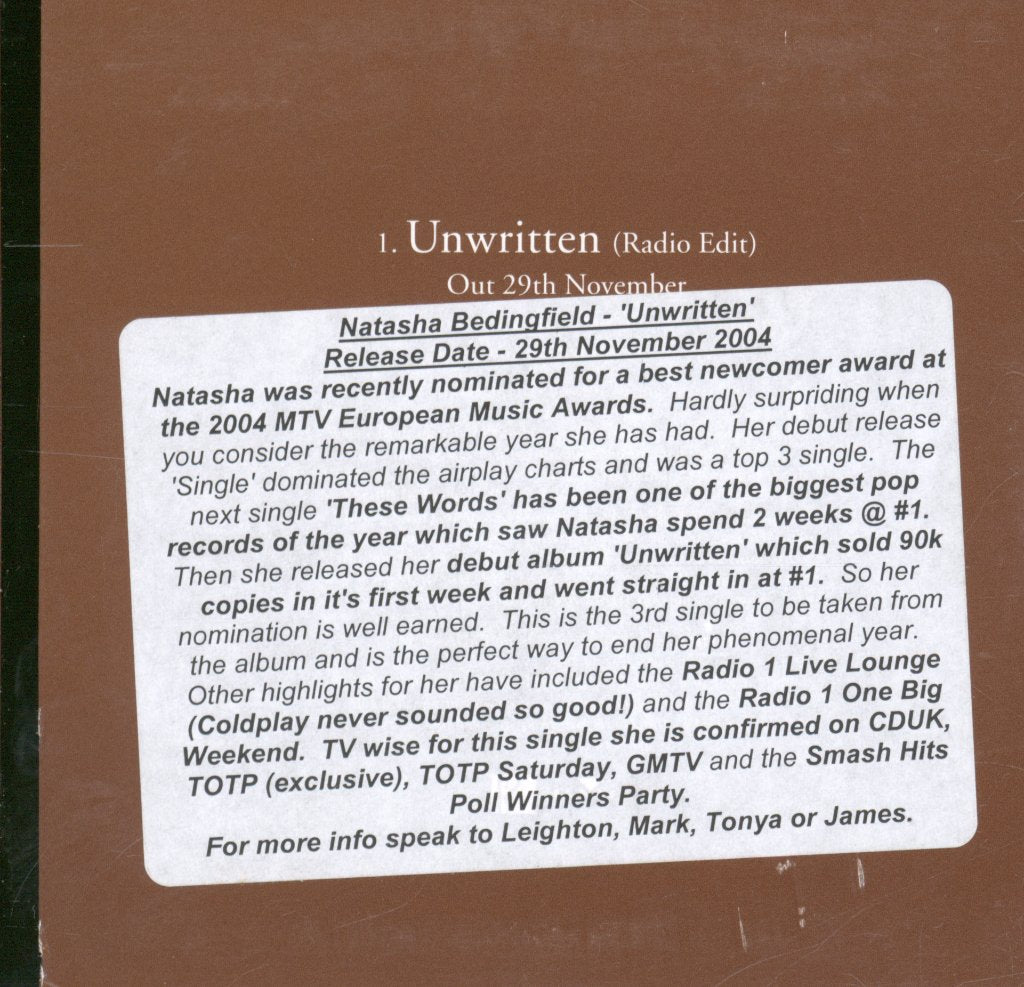 1. Unwritten (Radio Edit)
Out 29th November
Natasha Bedingfield - 'Unwritten'
Release Date - 29th November 2004
Natasha was recently nominated for a best newcomer award at
the 2004 MTV European Music Awards. Hardly surpriding when
you consider the remarkable year she has had. Her debut release
'Single' dominated the airplay charts and was a top 3 single. The
next single 'These Words' has been one of the biggest pop
records of the year which saw Natasha spend 2 weeks @ #1.
Then she released her debut album 'Unwritten' which sold 90k
copies in it's first week and went straight in at #1. So her
nomination is well earned. This is the 3rd single to be taken from
the album and is the perfect way to end her phenomenal year.
Other highlights for her have included the Radio 1 Live Lounge
(Coldplay never sounded so good!) and the Radio 1 One Big
Weekend. TV wise for this single she is confirmed on CDUK,
TOTP (exclusive), TOTP Saturday, GMTV and the Smash Hits
Poll Winners Party.
For more info speak to Leighton, Mark, Tonya or James.